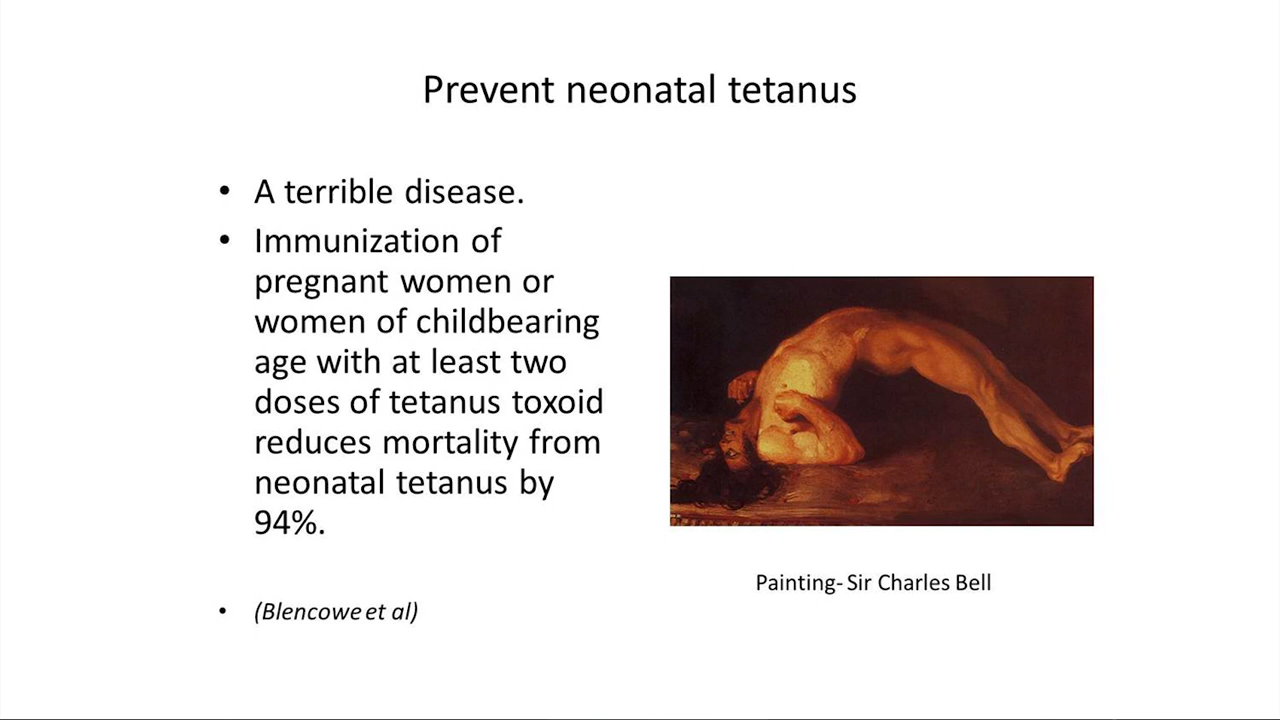 Prevent neonatal tetanus
• A terrible disease.
• Immunization of
pregnant women or
women of childbearing
age with at least two
doses of tetanus toxoid
reduces mortality from
neonatal tetanus by
94%.
• (Blencowe et al)
Painting- Sir Charles Bell